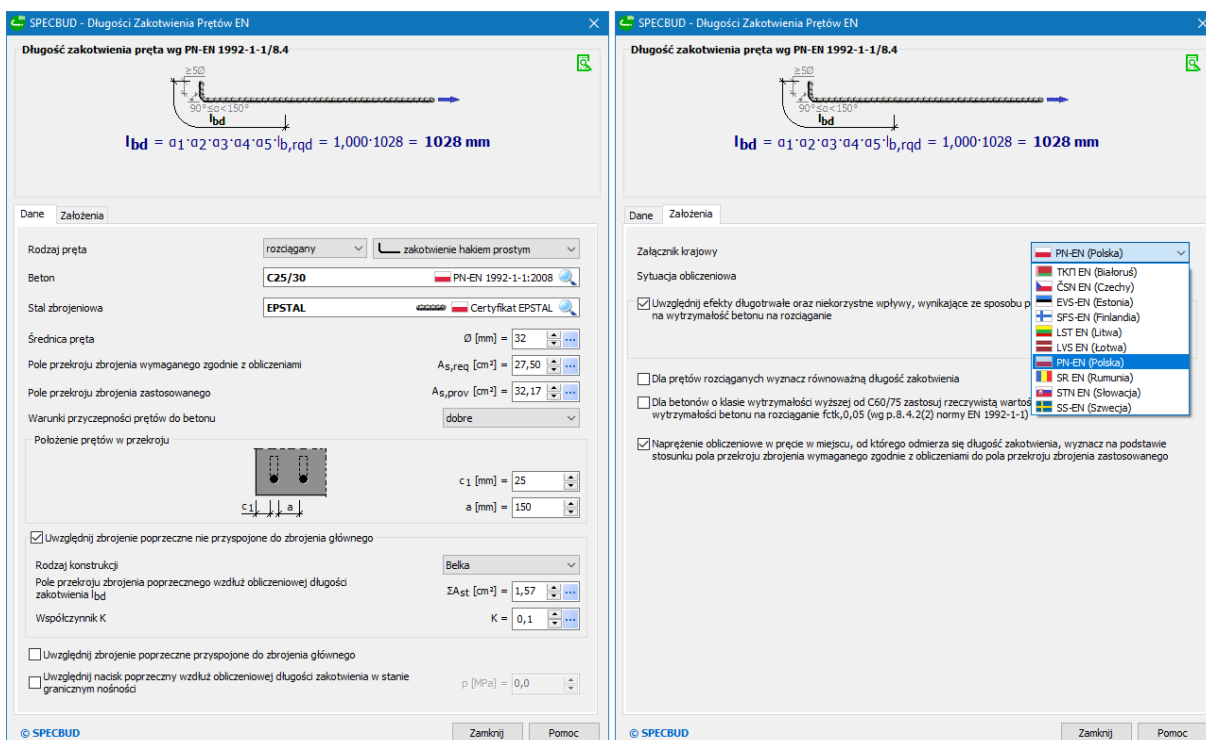 SPECBUD - Długości Zakotwienia Prętów EN
Długość zakotwienia pręta wg PN-EN 1992-1-1/8.4
≥5Ø
90°≤α<150°
lbd
lbd = α1·α2·α3·α4·α5·lb,rqd = 1,000·1028 = 1028 mm
Dane Założenia
Rodzaj pręta rozciągany zakotwienie hakiem prostym
Beton C25/30 PN-EN 1992-1-1:2008
Stal zbrojeniowa EPSTAL Certyfikat EPSTAL
Średnica pręta Ø [mm] = 32
Pole przekroju zbrojenia wymaganego zgodnie z obliczeniami As,req [cm²] = 27,50
Pole przekroju zbrojenia zastosowanego As,prov [cm²] = 32,17
Warunki przyczepności prętów do betonu dobre
Położenie prętów w przekroju
c1 a
c1 [mm] = 25
a [mm] = 150
Uwzględnij zbrojenie poprzeczne nie przyspojone do zbrojenia głównego
Rodzaj konstrukcji Belka
Pole przekroju zbrojenia poprzecznego wzdłuż obliczeniowej długości
zakotwienia lbd ΣAst [cm²] = 1,57
Współczynnik K K = 0,1
Uwzględnij zbrojenie poprzeczne przyspojone do zbrojenia głównego
Uwzględnij nacisk poprzeczny wzdłuż obliczeniowej długości zakotwienia w stanie
granicznym nośności p [MPa] = 0,0
© SPECBUD Zamknij Pomoc
SPECBUD - Długości Zakotwienia Prętów EN
Długość zakotwienia pręta wg PN-EN 1992-1-1/8.4
≥5Ø
90°≤α<150°
lbd
lbd = α1·α2·α3·α4·α5·lb,rqd = 1,000·1028 = 1028 mm
Dane Założenia
Załącznik krajowy PN-EN (Polska)
Sytuacja obliczeniowa
ТКП EN (Białoruś)
ČSN EN (Czechy)
EVS-EN (Estonia)
SFS-EN (Finlandia)
LST EN (Litwa)
LVS EN (Łotwa)
PN-EN (Polska)
SR EN (Rumunia)
STN EN (Słowacja)
SS-EN (Szwecja)
Uwzględnij efekty długotrwałe oraz niekorzystne wpływy, wynikające ze sposobu
na wytrzymałość betonu na rozciąganie
Dla prętów rozciąganych wyznacz równoważną długość zakotwienia
Dla betonów o klasie wytrzymałości wyższej od C60/75 zastosuj rzeczywistą
wytrzymałości betonu na rozciąganie fctk,0,05 (wg p.8.4.2(2) normy EN 1992-1-1)
Naprężenie obliczeniowe w pręcie w miejscu, od którego odmierza się długość zakotwienia, wyznacz na podstawie
stosunku pola przekroju zbrojenia wymaganego zgodnie z obliczeniami do pola przekroju zbrojenia zastosowanego
© SPECBUD Zamknij Pomoc